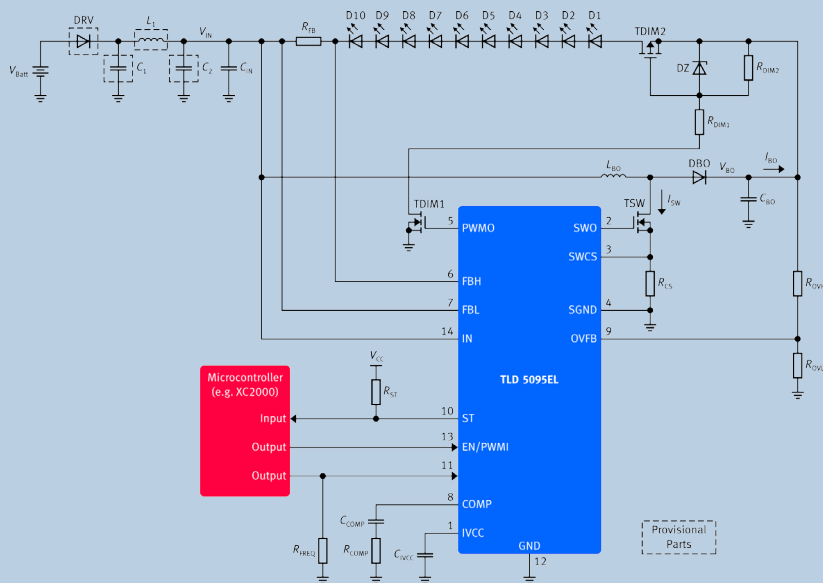 DRV
L1
VIN
RFB
D10 D9 D8 D7 D6 D5 D4 D3 D2 D1
TDIM2
VBatt
C1
C2
CIN
DZ
RDIM2
RDIM1
LBO
DBO
VBO
IBO
ISW
CBO
TDIM1
TSW
5 PWMO
SWO 2
SWCS 3
6 FBH
RCS
7 FBL
SGND 4
14 IN
OVFB 9
ROVH
ROVL
TLD 5095EL
VCC
RST
Microcontroller
(e.g. XC2000)
Input
10 ST
Output
13 EN/PWMI
Output
11
8 COMP
CCOMP
1 IVCC
RFREQ
RCOMP
CIVCC
GND
12
Provisional
Parts